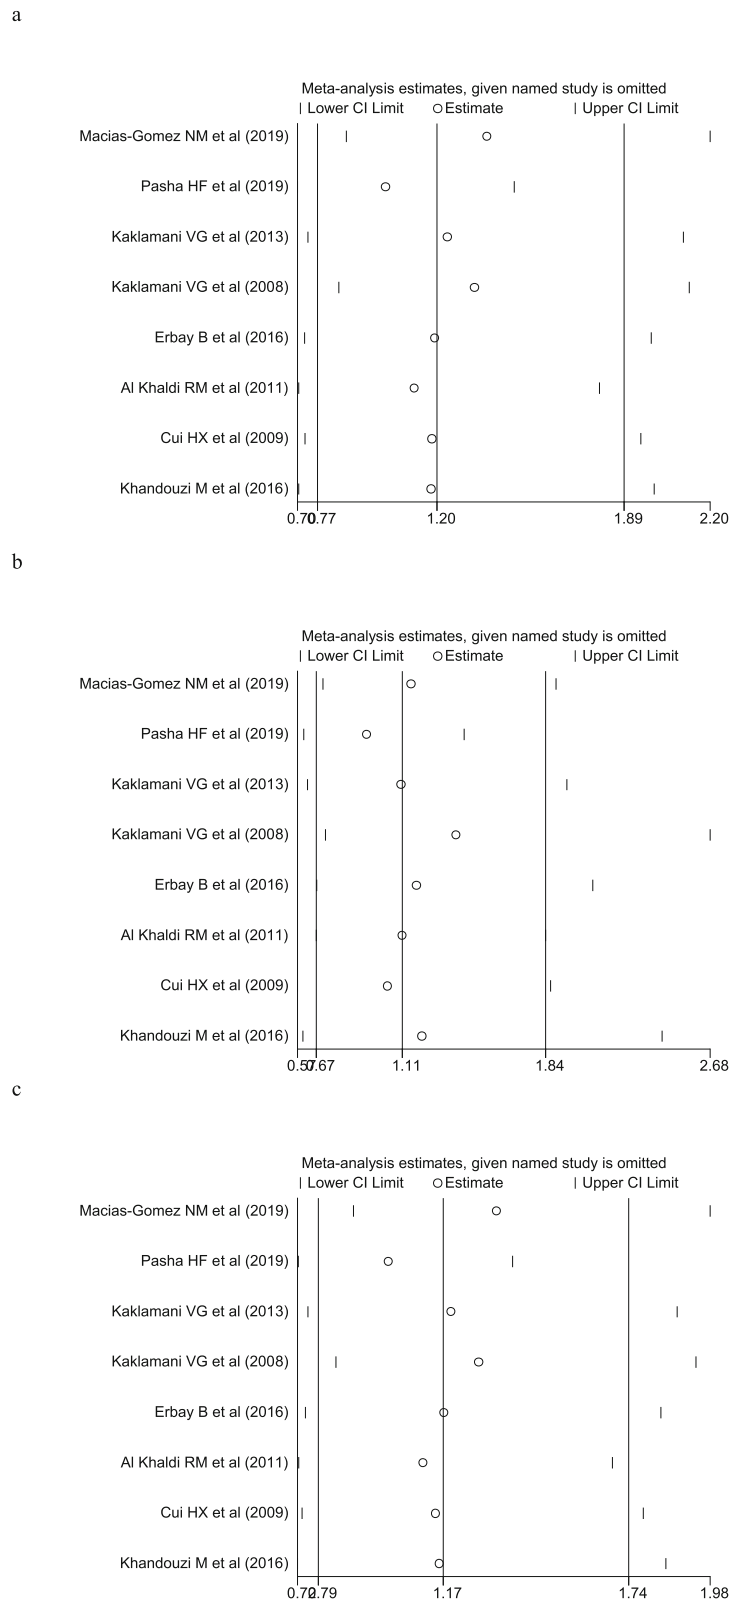 a
Meta-analysis estimates, given named study is omitted
| Lower CI Limit ○ Estimate | Upper CI Limit
Macias-Gomez NM et al (2019)
Pasha HF et al (2019)
Kaklamani VG et al (2013)
Kaklamani VG et al (2008)
Erbay B et al (2016)
Al Khaldi RM et al (2011)
Cui HX et al (2009)
Khandouzi M et al (2016)
0.70 0.77 1.20 1.89 2.20
b
Meta-analysis estimates, given named study is omitted
| Lower CI Limit ○ Estimate | Upper CI Limit
Macias-Gomez NM et al (2019)
Pasha HF et al (2019)
Kaklamani VG et al (2013)
Kaklamani VG et al (2008)
Erbay B et al (2016)
Al Khaldi RM et al (2011)
Cui HX et al (2009)
Khandouzi M et al (2016)
0.57 0.67 1.11 1.84 2.68
c
Meta-analysis estimates, given named study is omitted
| Lower CI Limit ○ Estimate | Upper CI Limit
Macias-Gomez NM et al (2019)
Pasha HF et al (2019)
Kaklamani VG et al (2013)
Kaklamani VG et al (2008)
Erbay B et al (2016)
Al Khaldi RM et al (2011)
Cui HX et al (2009)
Khandouzi M et al (2016)
0.72 0.79 1.17 1.74 1.98